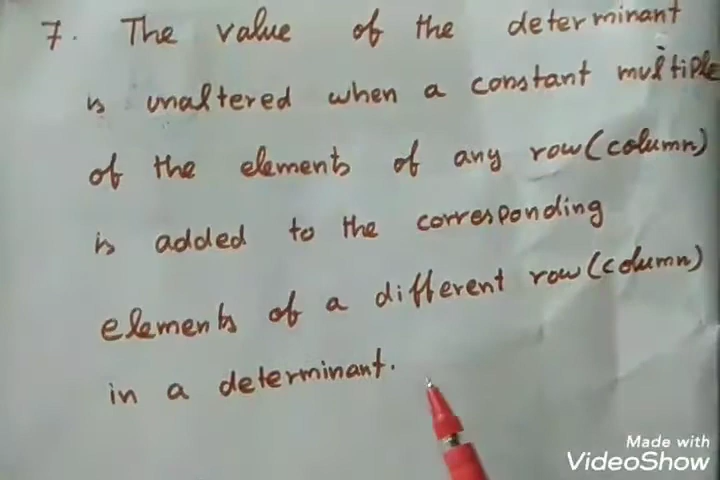 7. The value of the determinant
is unaltered when a constant multiple
of the elements of any row (column)
is added to the corresponding
elements of a different row (column)
in a determinant.
Made with
VideoShow